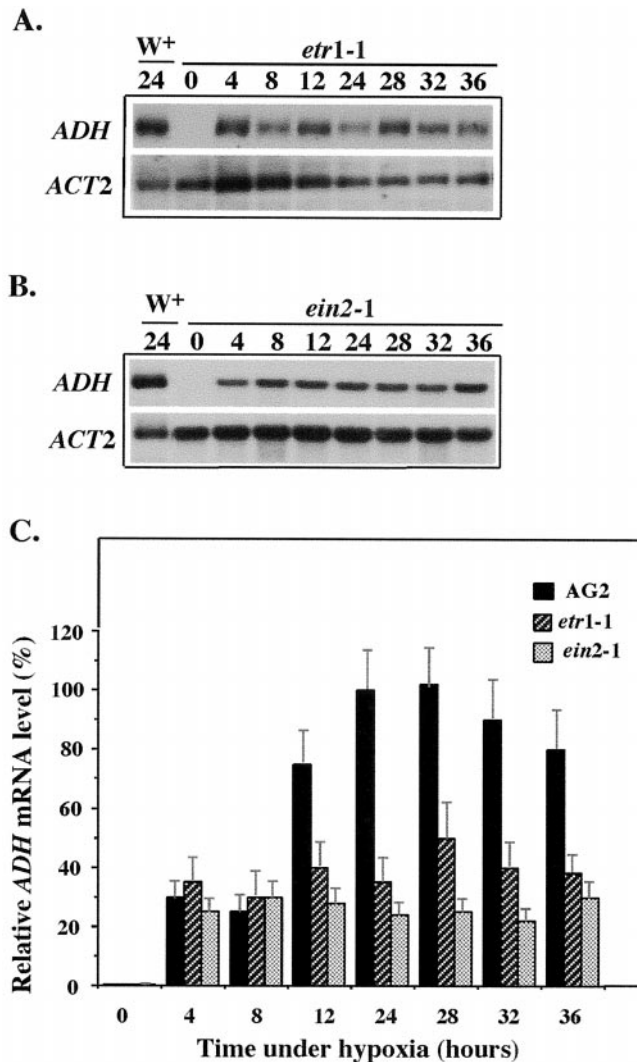 A.
W+ etr1-1
24 0 4 8 12 24 28 32 36
ADH
ACT2
B.
W+ ein2-1
24 0 4 8 12 24 28 32 36
ADH
ACT2
C.
AG2
etr1-1
ein2-1
120
100
80
60
40
20
0
Relative ADH mRNA level (%)
0 4 8 12 24 28 32 36
Time under hypoxia (hours)